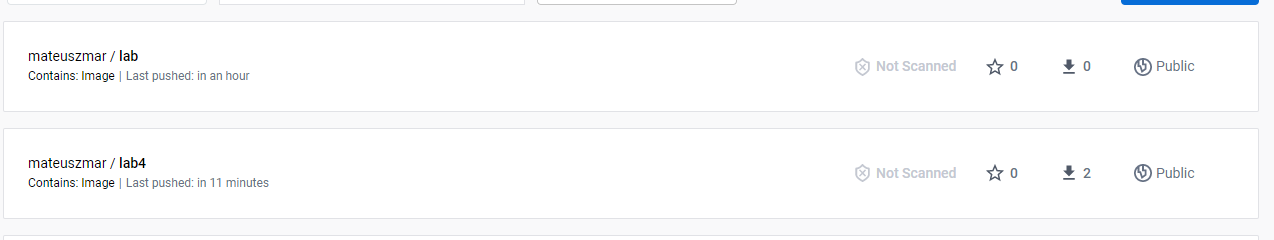 mateuszmar / lab
Contains: Image | Last pushed: in an hour
Not Scanned 0 0 Public
mateuszmar / lab4
Contains: Image | Last pushed: in 11 minutes
Not Scanned 0 2 Public